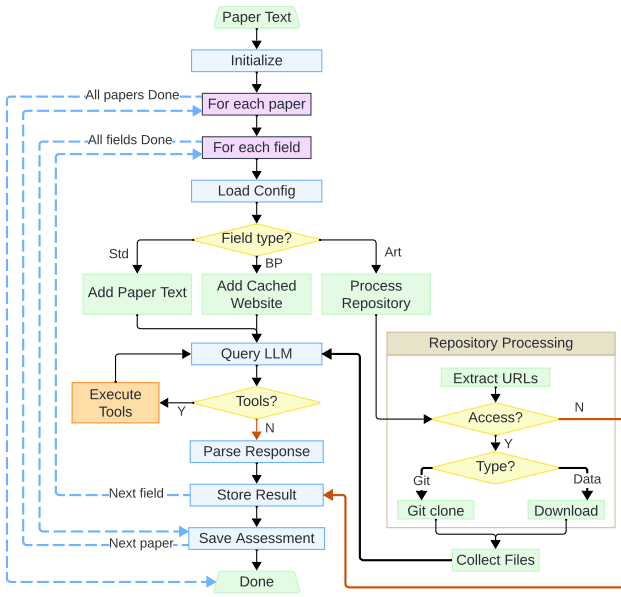 Paper Text
Initialize
All papers Done
For each paper
All fields Done
For each field
Load Config
Field type?
Std
BP
Art
Add Paper Text
Add Cached
Website
Process
Repository
Repository Processing
Query LLM
Extract URLs
Execute
Tools
Tools?
Y
N
Access?
N
Y
Parse Response
Type?
Git
Data
Next field
Store Result
Git clone
Download
Next paper
Save Assessment
Collect Files
Done